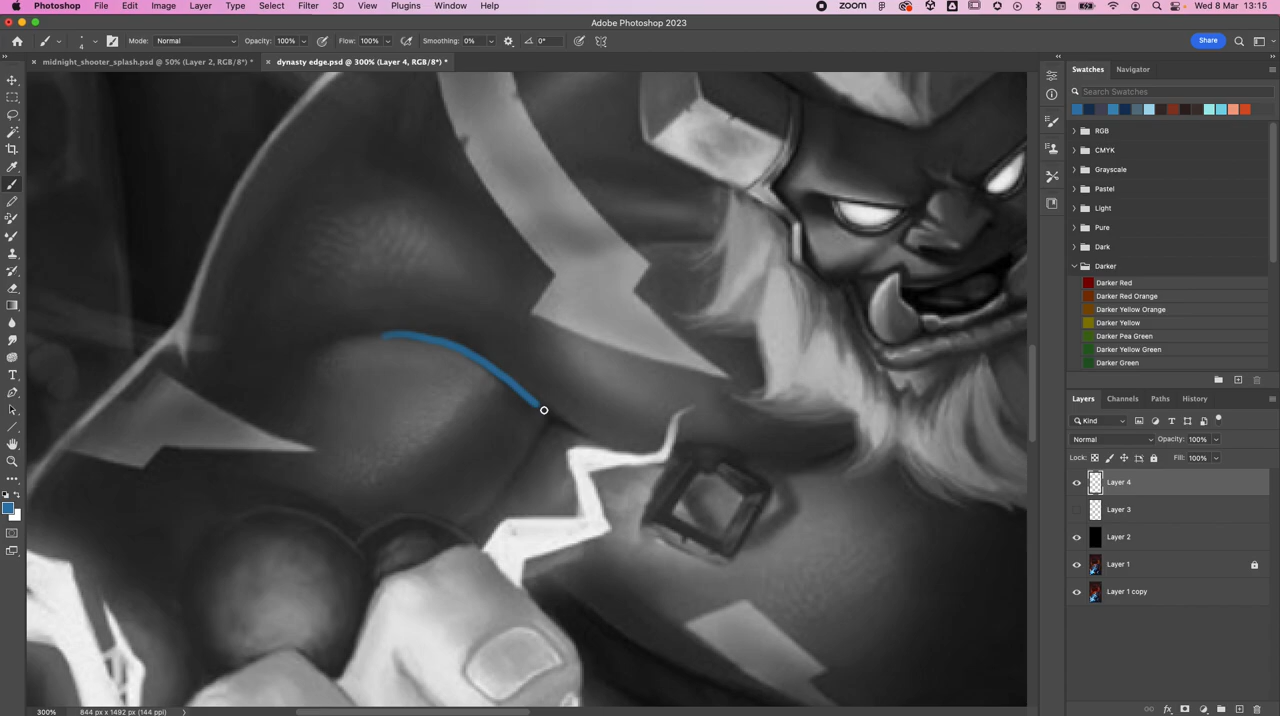 Photoshop File Edit Image Layer Type Select Filter 3D View Plugins Window Help zoom Wed 8 Mar 13:15
Adobe Photoshop 2023
4 Mode: Normal Opacity: 100% Flow: 100% Smoothing: 0% 0° Share
midnight_shooter_splash.psd @ 50% (Layer 2, RGB/8*) * dynasty edge.psd @ 300% (Layer 4, RGB/8*) *
Swatches Navigator
Search Swatches
RGB
CMYK
Grayscale
Pastel
Light
Pure
Dark
Darker
Darker Red
Darker Red Orange
Darker Yellow Orange
Darker Yellow
Darker Pea Green
Darker Yellow Green
Darker Green
Layers Channels Paths History
Kind
Normal Opacity: 100%
Lock: Fill: 100%
Layer 4
Layer 3
Layer 2
Layer 1
Layer 1 copy
300% 844 px x 1492 px (144 ppi)